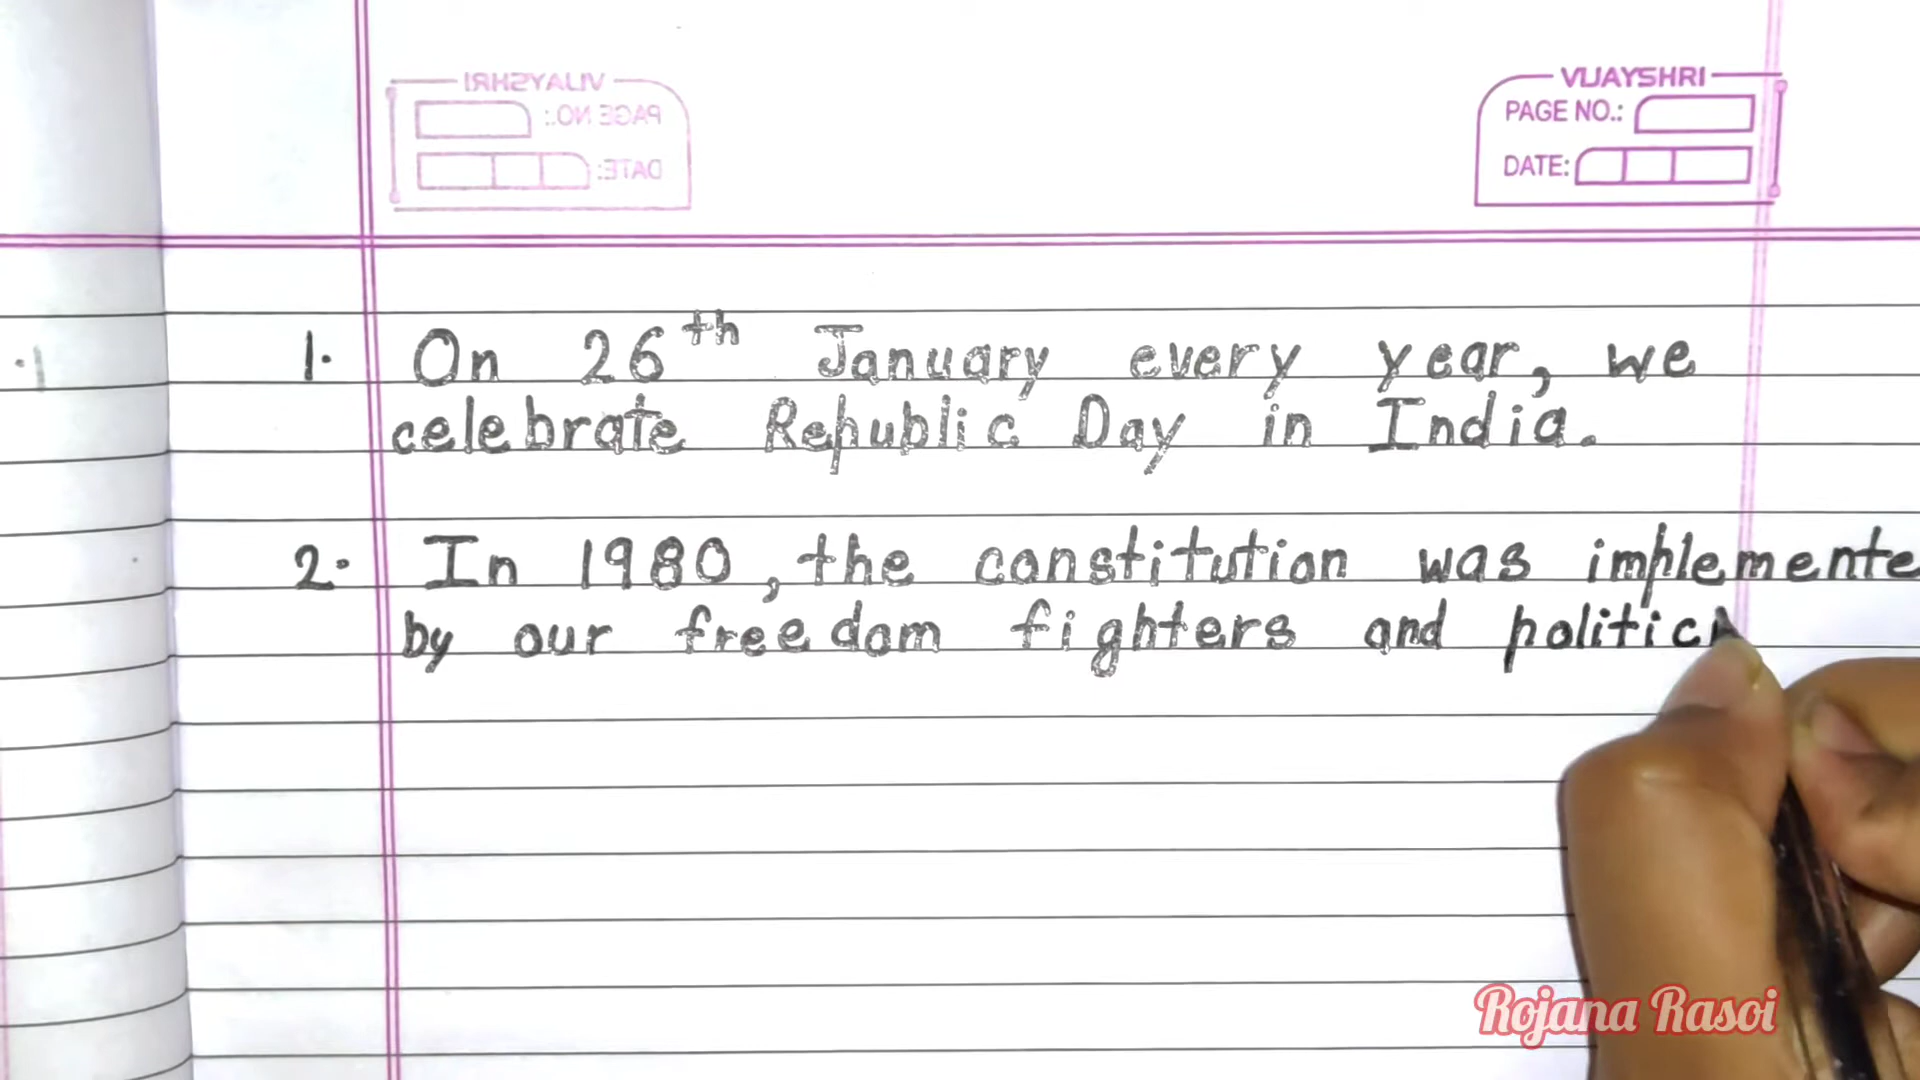 VIJAYSHRI
PAGE NO.:
DATE:
1. On 26th January every year, we
celebrate Republic Day in India.
2. In 1980, the constitution was implemente
by our freedom fighters and politici
Rojana Rasoi